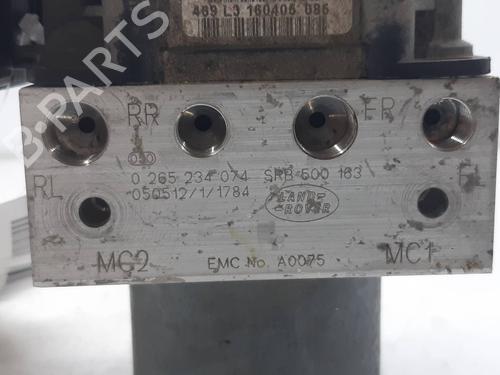 469 L3 160405 086
RR FR
0 265 234 074 SRB 500 163
RL F
050512/1/1784 LAND-ROVER
MC2 EMC No. A0075 MC1
B-PARTS